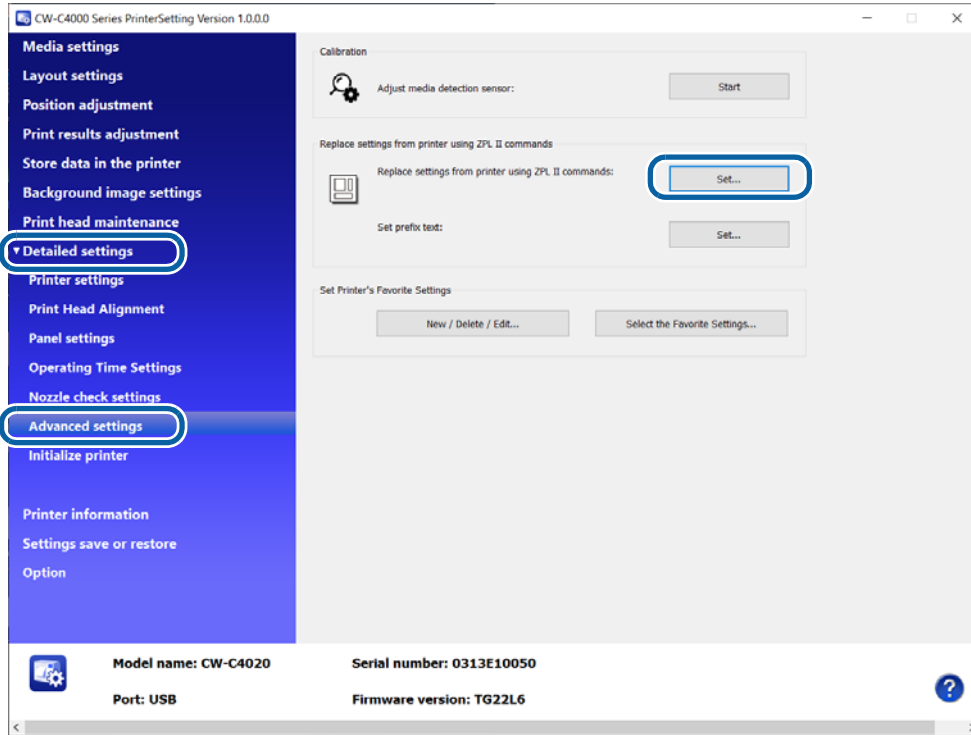 CW-C4000 Series PrinterSetting Version 1.0.0.0
Media settings
Layout settings
Position adjustment
Print results adjustment
Store data in the printer
Background image settings
Print head maintenance
Detailed settings
Printer settings
Print Head Alignment
Panel settings
Operating Time Settings
Nozzle check settings
Advanced settings
Initialize printer
Printer information
Settings save or restore
Option
Calibration
Adjust media detection sensor:
Start
Replace settings from printer using ZPL II commands
Replace settings from printer using ZPL II commands:
Set...
Set prefix text:
Set...
Set Printer's Favorite Settings
New / Delete / Edit...
Select the Favorite Settings...
Model name: CW-C4020
Serial number: 0313E10050
Port: USB
Firmware version: TG22L6
?